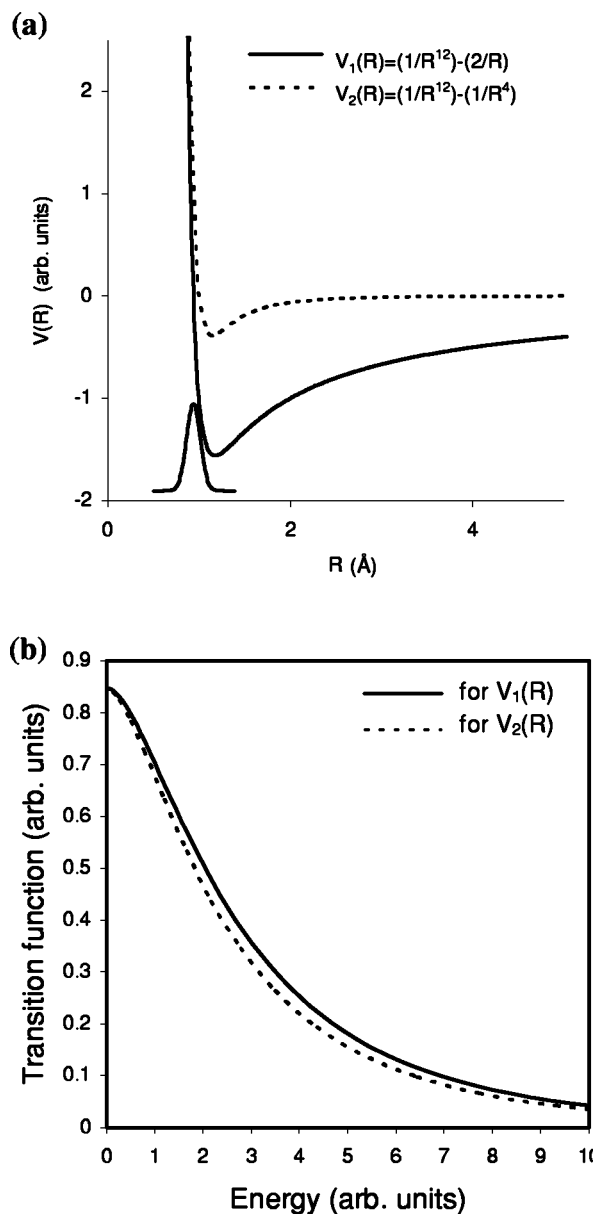 (a)
V₁(R)=(1/R¹²)-(2/R)
V₂(R)=(1/R¹²)-(1/R⁴)
2
1
0
-1
-2
V(R) (arb. units)
0 2 4
R (Å)
(b)
0.9
0.8
0.7
0.6
0.5
0.4
0.3
0.2
0.1
0
Transition function (arb. units)
for V₁(R)
for V₂(R)
0 1 2 3 4 5 6 7 8 9 10
Energy (arb. units)